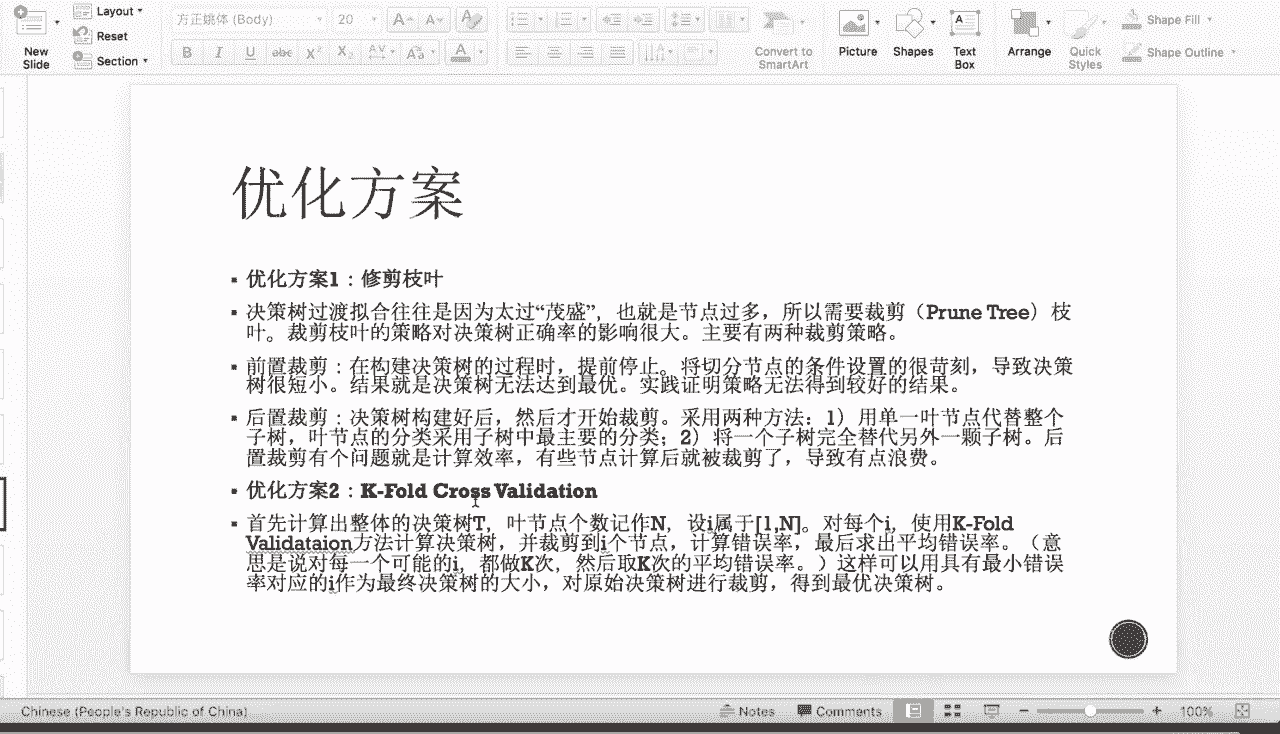 Layout
方正姚体 (Body) 20
Reset
New Slide
Section
Convert to SmartArt
Picture
Shapes
Text Box
Arrange
Quick Styles
Shape Fill
Shape Outline
优化方案
优化方案1：修剪枝叶
决策树过渡拟合往往是因为太过“茂盛”，也就是节点过多，所以需要裁剪（Prune Tree）枝
叶。裁剪枝叶的策略对决策树正确率的影响很大。主要有两种裁剪策略。
前置裁剪：在构建决策树的过程时，提前停止。将切分节点的条件设置的很苛刻，导致决策
树很短小。结果就是决策树无法达到最优。实践证明策略无法得到较好的结果。
后置裁剪：决策树构建好后，然后才开始裁剪。采用两种方法：1）用单一叶节点代替整个
子树，叶节点的分类采用子树中最主要的分类；2）将一个子树完全替代另外一颗子树。后
置裁剪有个问题就是计算效率，有些节点计算后就被裁剪了，导致有点浪费。
优化方案2：K-Fold Cross Validation
首先计算出整体的决策树T，叶节点个数记作N，设i属于[1,N]。对每个i，使用K-Fold
Validataion方法计算决策树，并裁剪到i个节点，计算错误率，最后求出平均错误率。（意
思是说对每一个可能的i，都做K次，然后取K次的平均错误率。）这样可以用具有最小错误
率对应的i作为最终决策树的大小，对原始决策树进行裁剪，得到最优决策树。
Chinese (People's Republic of China)
Notes
Comments
100%